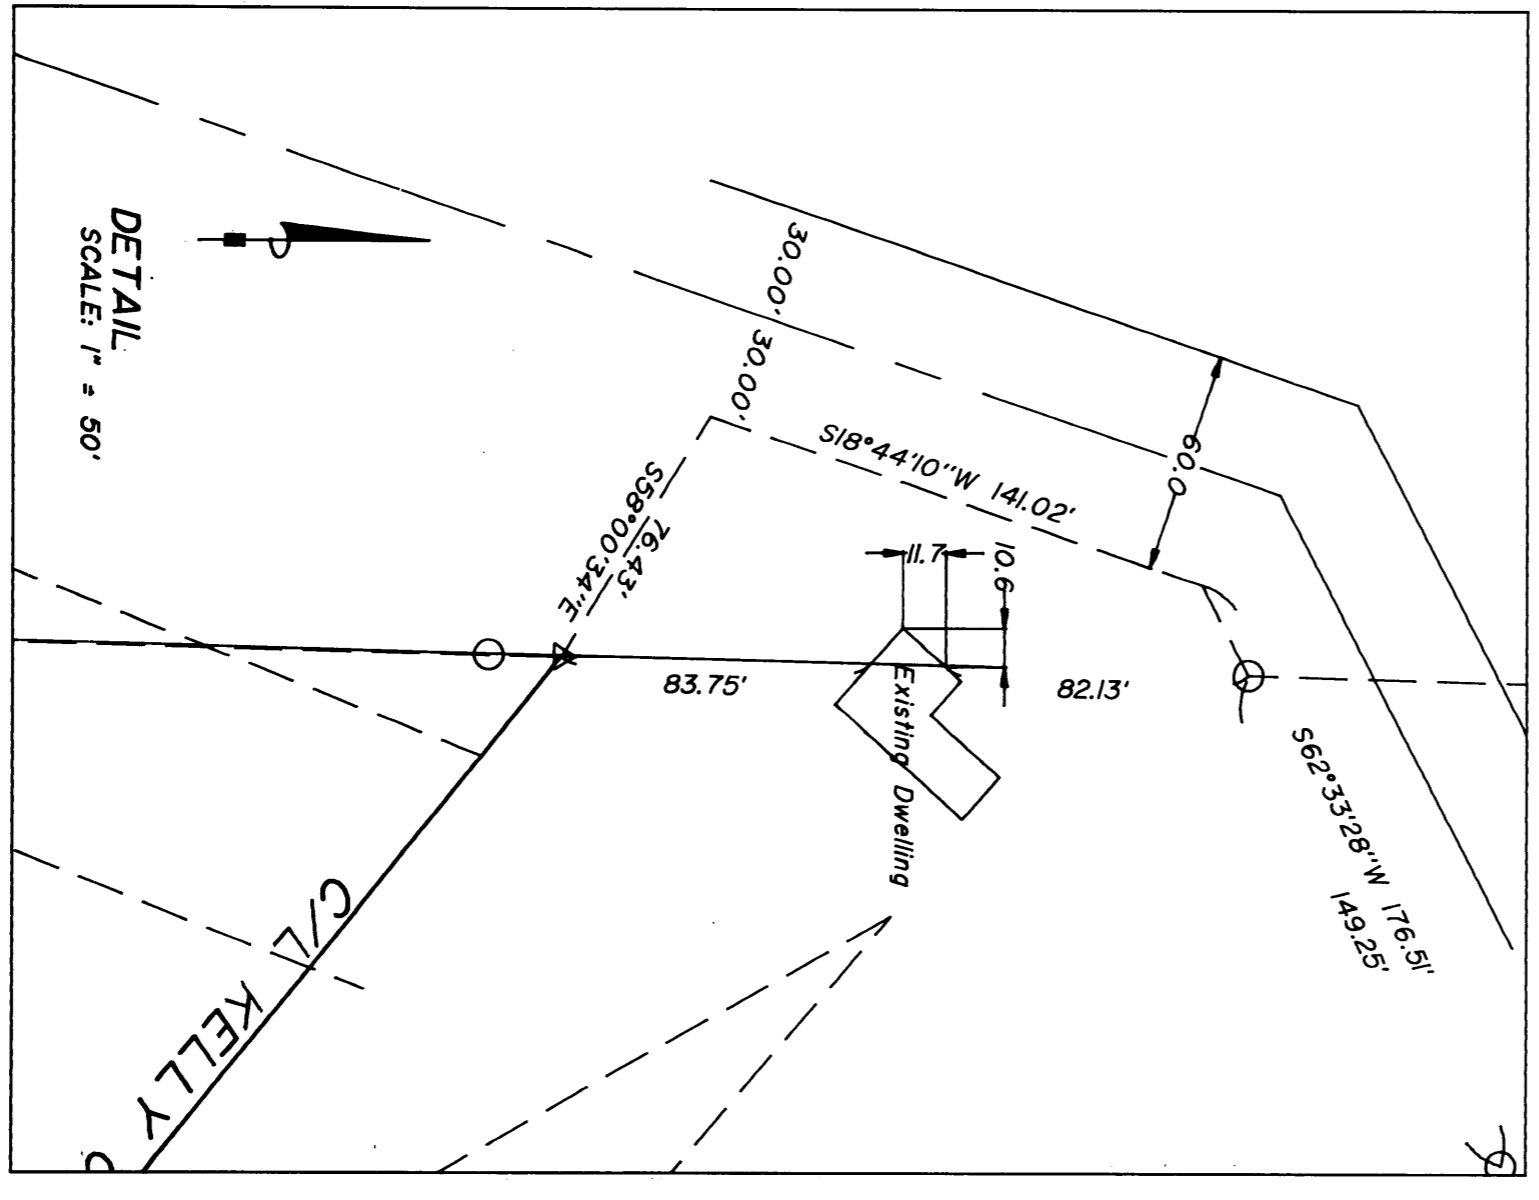 DETAIL
SCALE: 1" = 50'
30.00'
30.00'
S18°44'10"W 141.02'
60.0
S58°00'34"E
76.43'
11.7
10.6
83.75'
82.13'
Existing Dwelling
S62°33'28"W 176.51'
149.25'
C/L KELLY